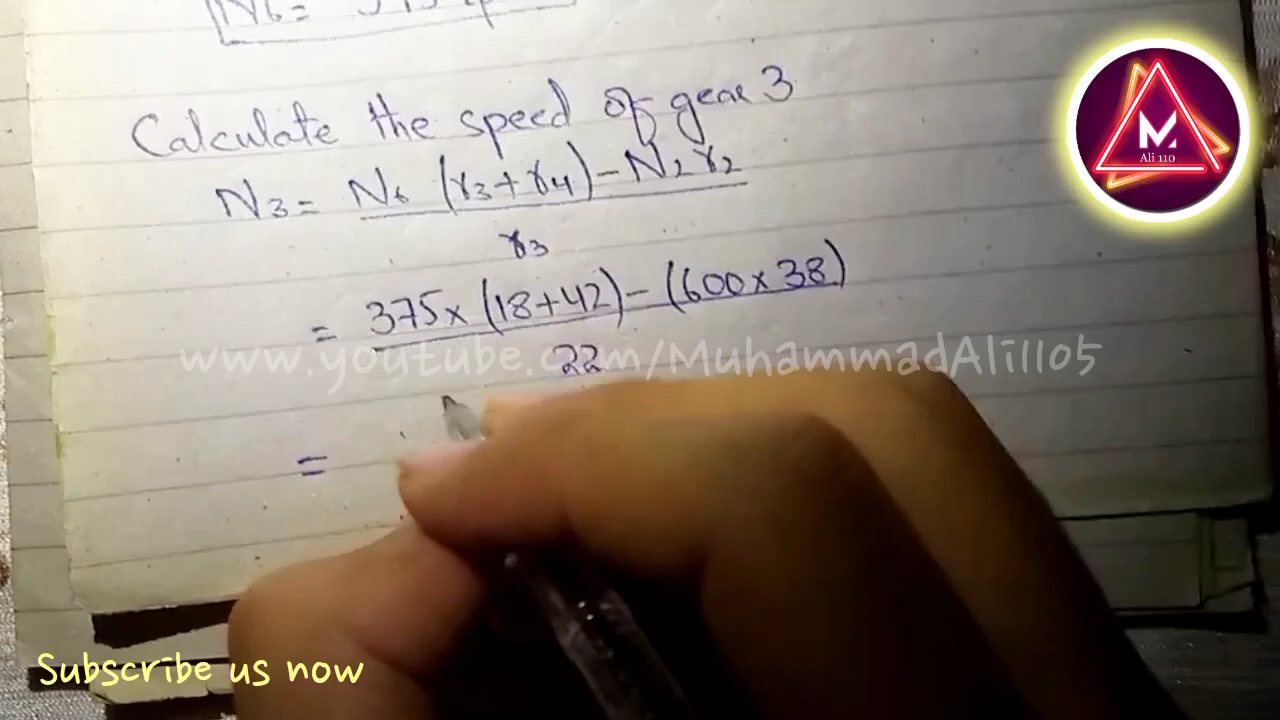 N6 =
Calculate the speed of gear 3
N3 = N6 (r3 + r4) - N2 r2
r3
= 375 x (18+42) - (600 x 38)
22
=
M
Ali 110
www.youtube.com/MuhammadAli1105
Subscribe us now